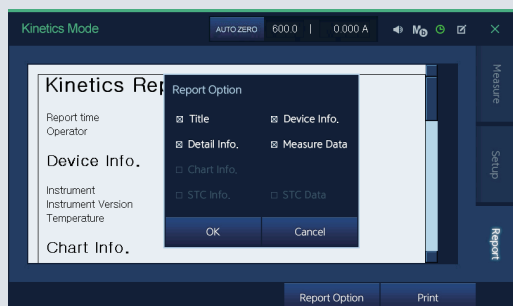 Kinetics Mode
AUTO ZERO 600.0 | 0.000 A
Kinetics Rep
Report time
Operator
Device Info.
Instrument
Instrument Version
Temperature
Chart Info.
Report Option
Title
Device Info.
Detail Info.
Measure Data
Chart Info.
STC Info.
STC Data
OK
Cancel
Measure
Setup
Report
Report Option
Print